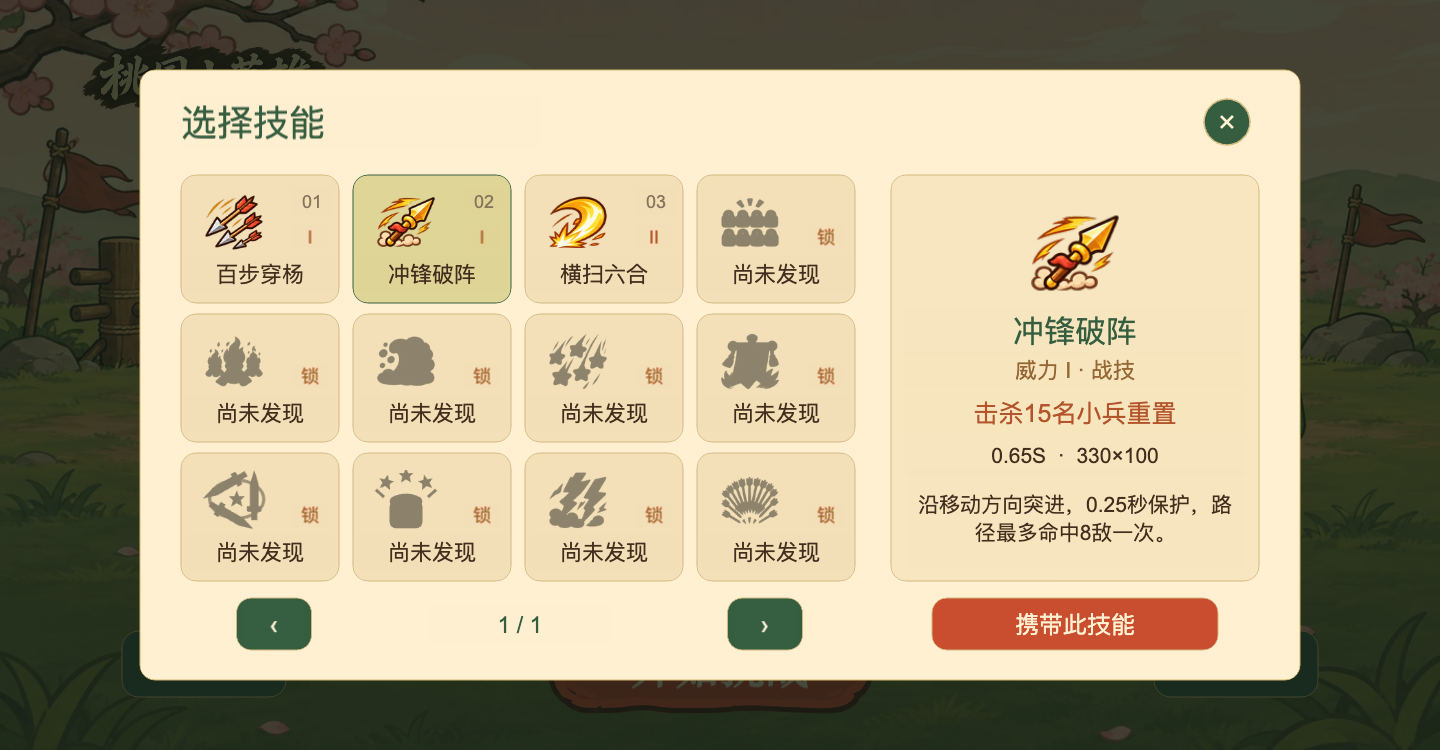 选择技能
×
01
I
百步穿杨
02
I
冲锋破阵
03
II
横扫六合
锁
尚未发现
锁
尚未发现
锁
尚未发现
锁
尚未发现
锁
尚未发现
锁
尚未发现
锁
尚未发现
锁
尚未发现
锁
尚未发现
‹
1 / 1
›
冲锋破阵
威力 I · 战技
击杀15名小兵重置
0.65S · 330×100
沿移动方向突进，0.25秒保护，路
径最多命中8敌一次。
携带此技能